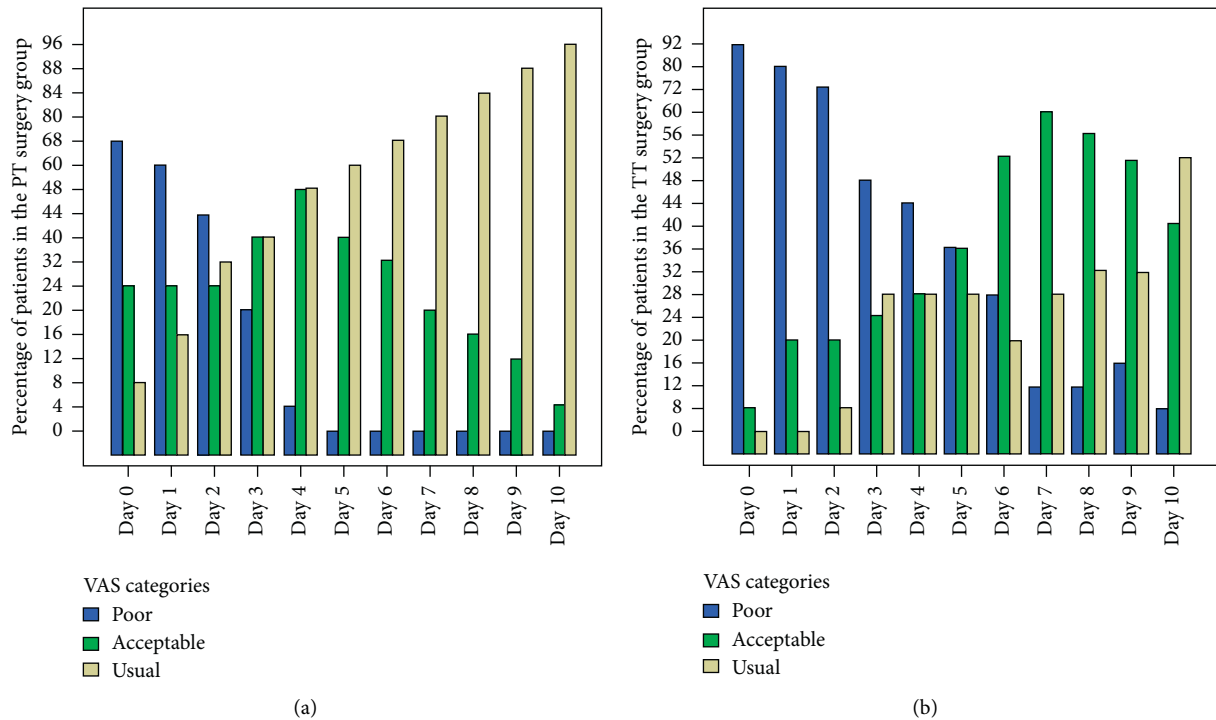 Percentage of patients in the PT surgery group
96
88
84
80
68
60
48
44
40
32
24
20
16
12
8
4
0
Day 0
Day 1
Day 2
Day 3
Day 4
Day 5
Day 6
Day 7
Day 8
Day 9
Day 10
VAS categories
Poor
Acceptable
Usual
(a)
Percentage of patients in the TT surgery group
92
80
72
60
56
52
48
44
40
36
32
28
20
16
12
8
0
Day 0
Day 1
Day 2
Day 3
Day 4
Day 5
Day 6
Day 7
Day 8
Day 9
Day 10
VAS categories
Poor
Acceptable
Usual
(b)